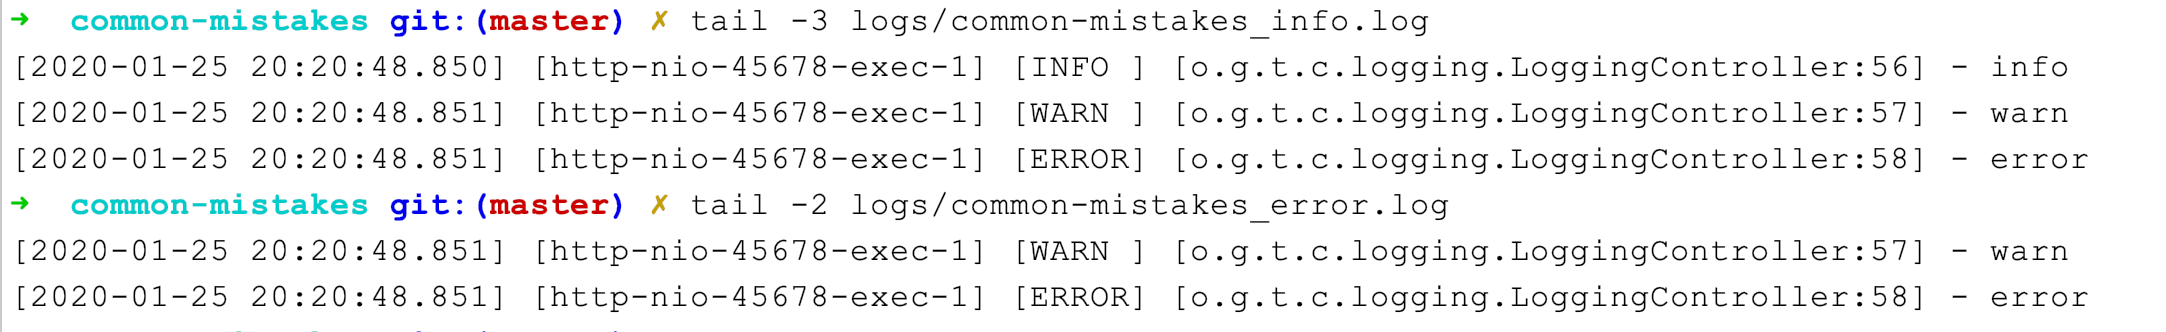 ➜  common-mistakes git:(master) ✗ tail -3 logs/common-mistakes_info.log
[2020-01-25 20:20:48.850] [http-nio-45678-exec-1] [INFO ] [o.g.t.c.logging.LoggingController:56] - info
[2020-01-25 20:20:48.851] [http-nio-45678-exec-1] [WARN ] [o.g.t.c.logging.LoggingController:57] - warn
[2020-01-25 20:20:48.851] [http-nio-45678-exec-1] [ERROR] [o.g.t.c.logging.LoggingController:58] - error
➜  common-mistakes git:(master) ✗ tail -2 logs/common-mistakes_error.log
[2020-01-25 20:20:48.851] [http-nio-45678-exec-1] [WARN ] [o.g.t.c.logging.LoggingController:57] - warn
[2020-01-25 20:20:48.851] [http-nio-45678-exec-1] [ERROR] [o.g.t.c.logging.LoggingController:58] - error